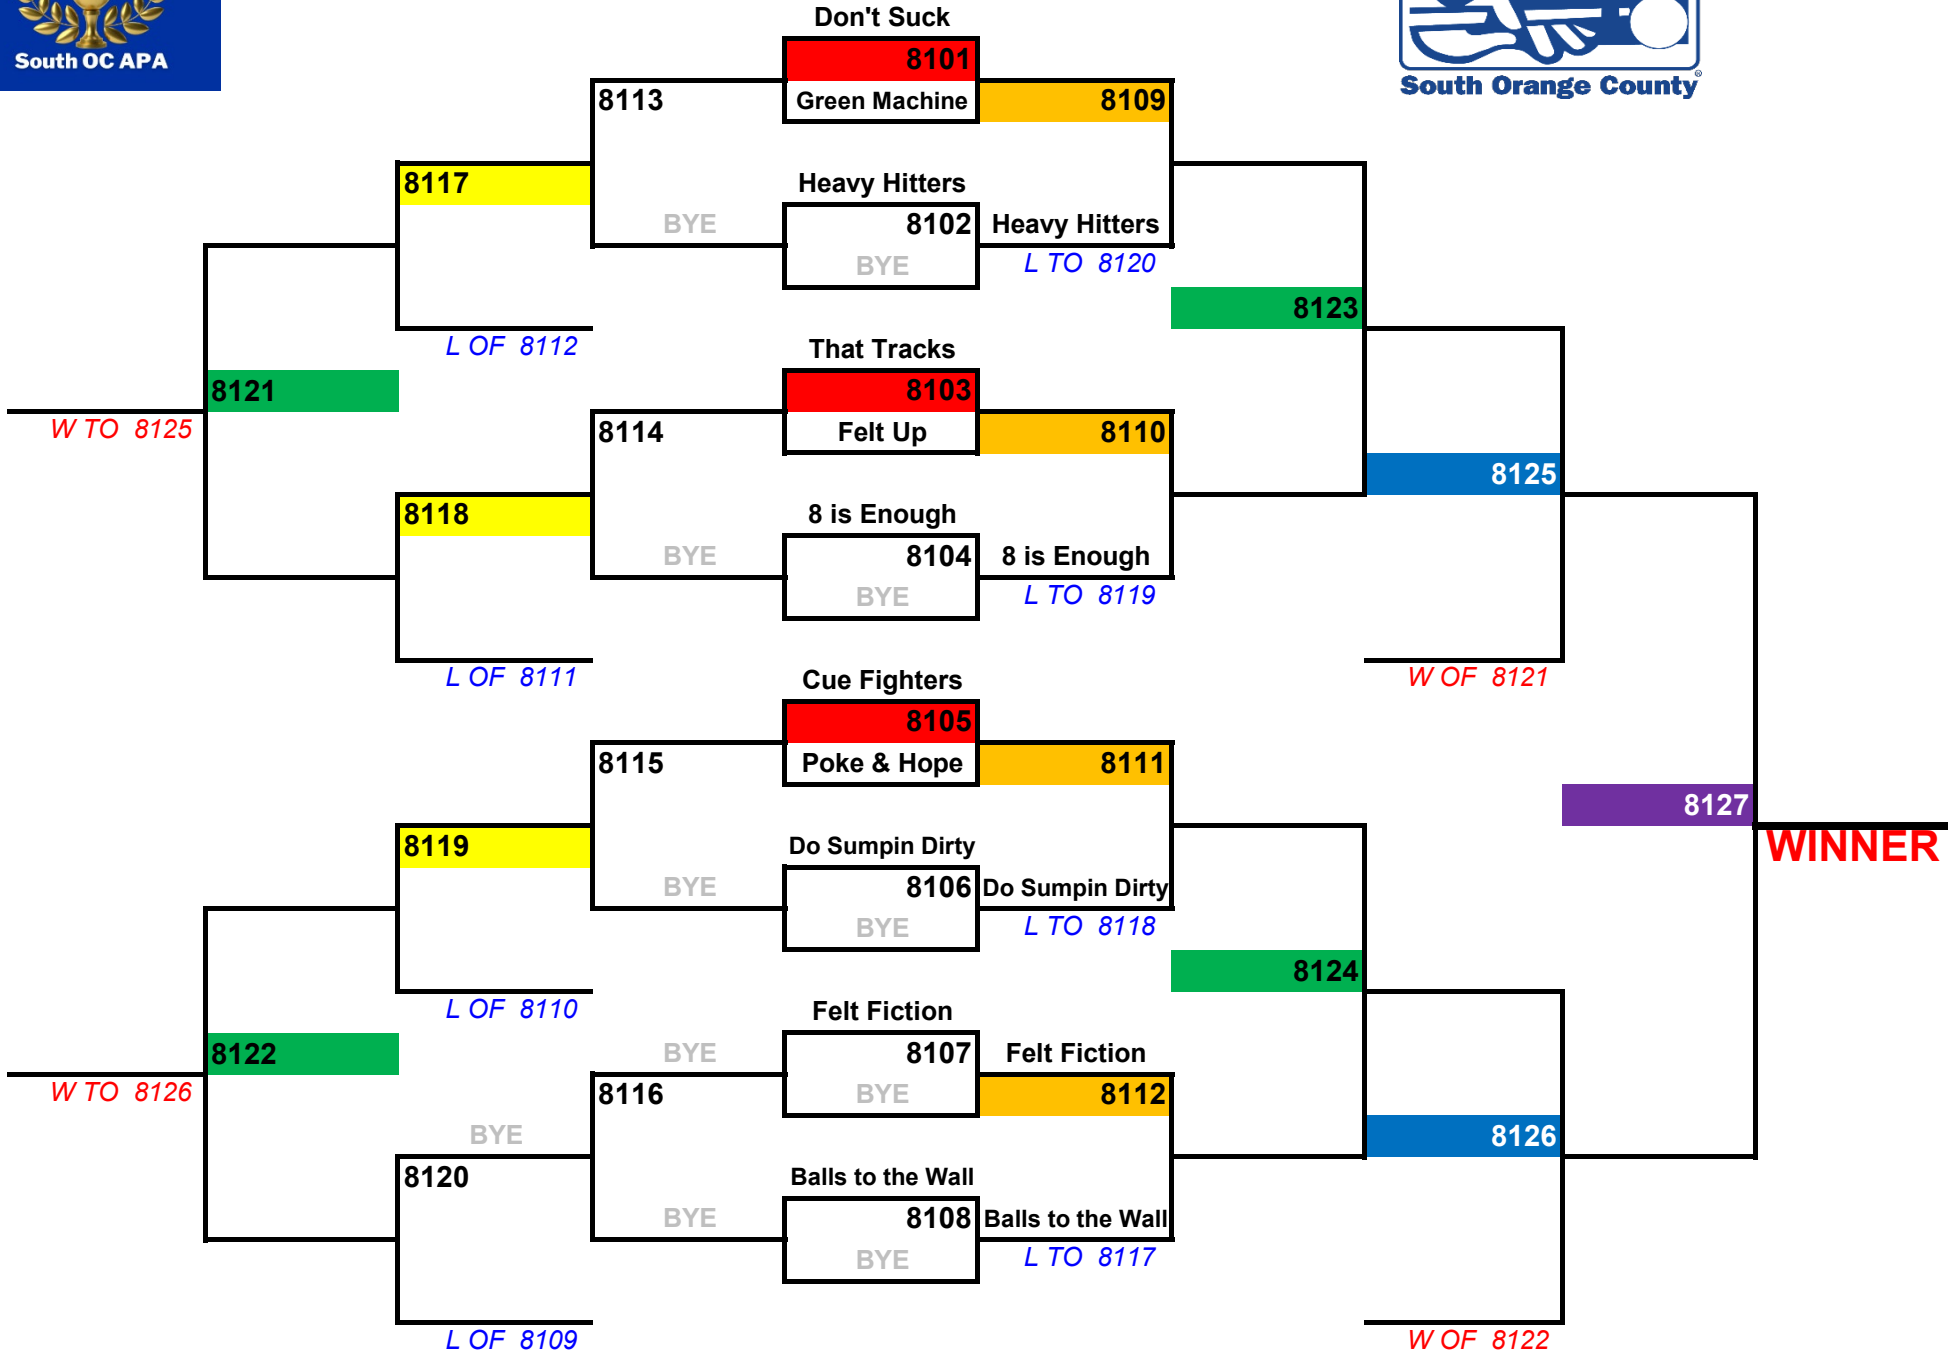 South OC APA
South Orange County®
Don't Suck
8101
8113
Green Machine
8109
8117
Heavy Hitters
BYE
8102
Heavy Hitters
BYE
L TO 8120
8123
L OF 8112
That Tracks
8121
8103
W TO 8125
8114
Felt Up
8110
8125
8118
8 is Enough
BYE
8104
8 is Enough
BYE
L TO 8119
L OF 8111
Cue Fighters
W OF 8121
8105
8115
Poke & Hope
8111
8127
WINNER
8119
Do Sumpin Dirty
BYE
8106
Do Sumpin Dirty
BYE
L TO 8118
8124
L OF 8110
Felt Fiction
8122
BYE
8107
Felt Fiction
W TO 8126
8116
BYE
8112
BYE
8126
8120
Balls to the Wall
BYE
8108
Balls to the Wall
BYE
L TO 8117
L OF 8109
W OF 8122